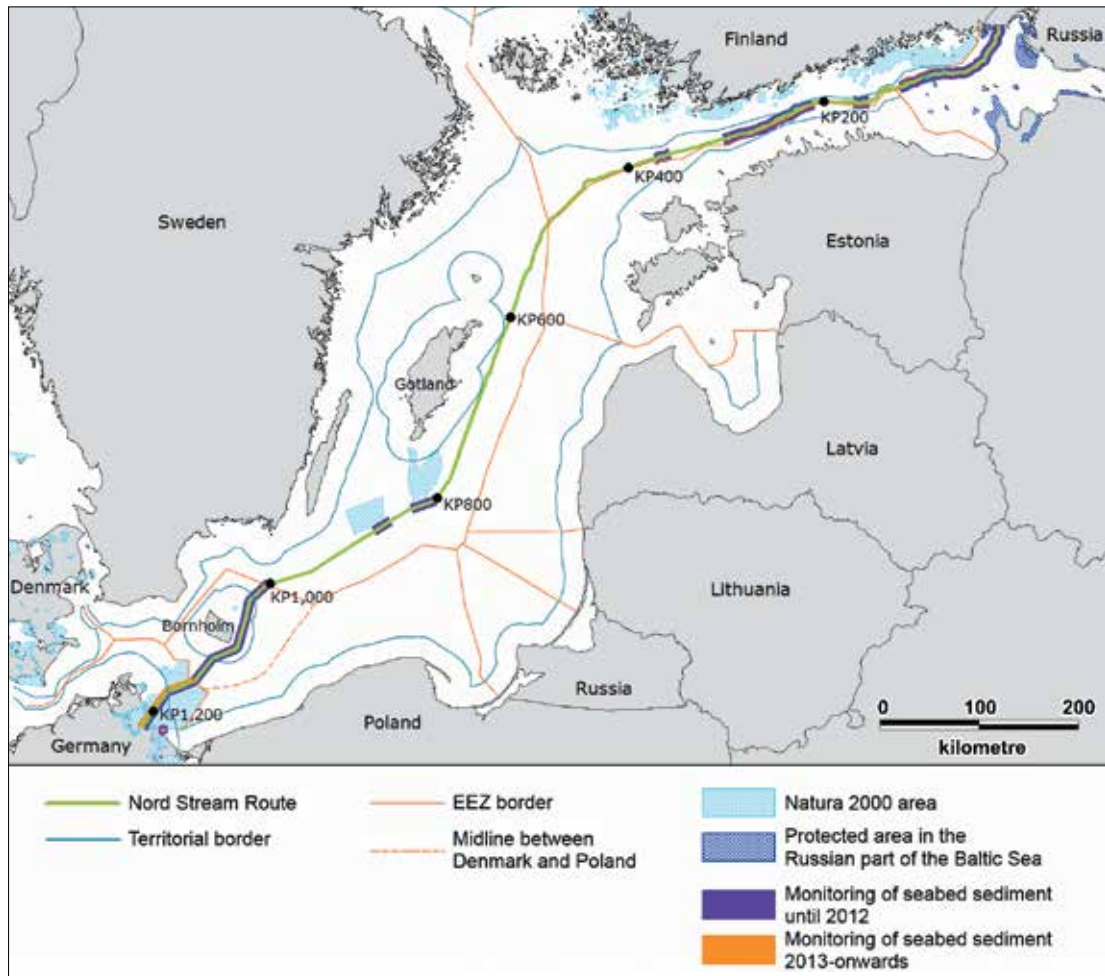 Finland
Russia
KP200
KP400
Sweden
Estonia
KP600
Gotland
Latvia
KP800
Denmark
KP1,000
Lithuania
Bornholm
Russia
KP1,200
Poland
Germany
0 100 200
kilometre
Nord Stream Route
Territorial border
EEZ border
Midline between
Denmark and Poland
Natura 2000 area
Protected area in the
Russian part of the Baltic Sea
Monitoring of seabed sediment
until 2012
Monitoring of seabed sediment
2013-onwards